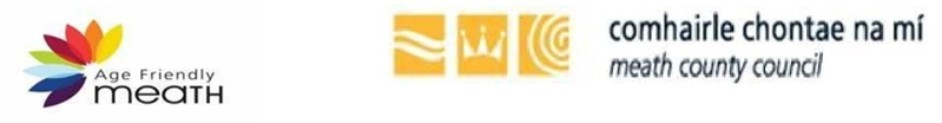 Age Friendly
meath
comhairle chontae na mí
meath county council